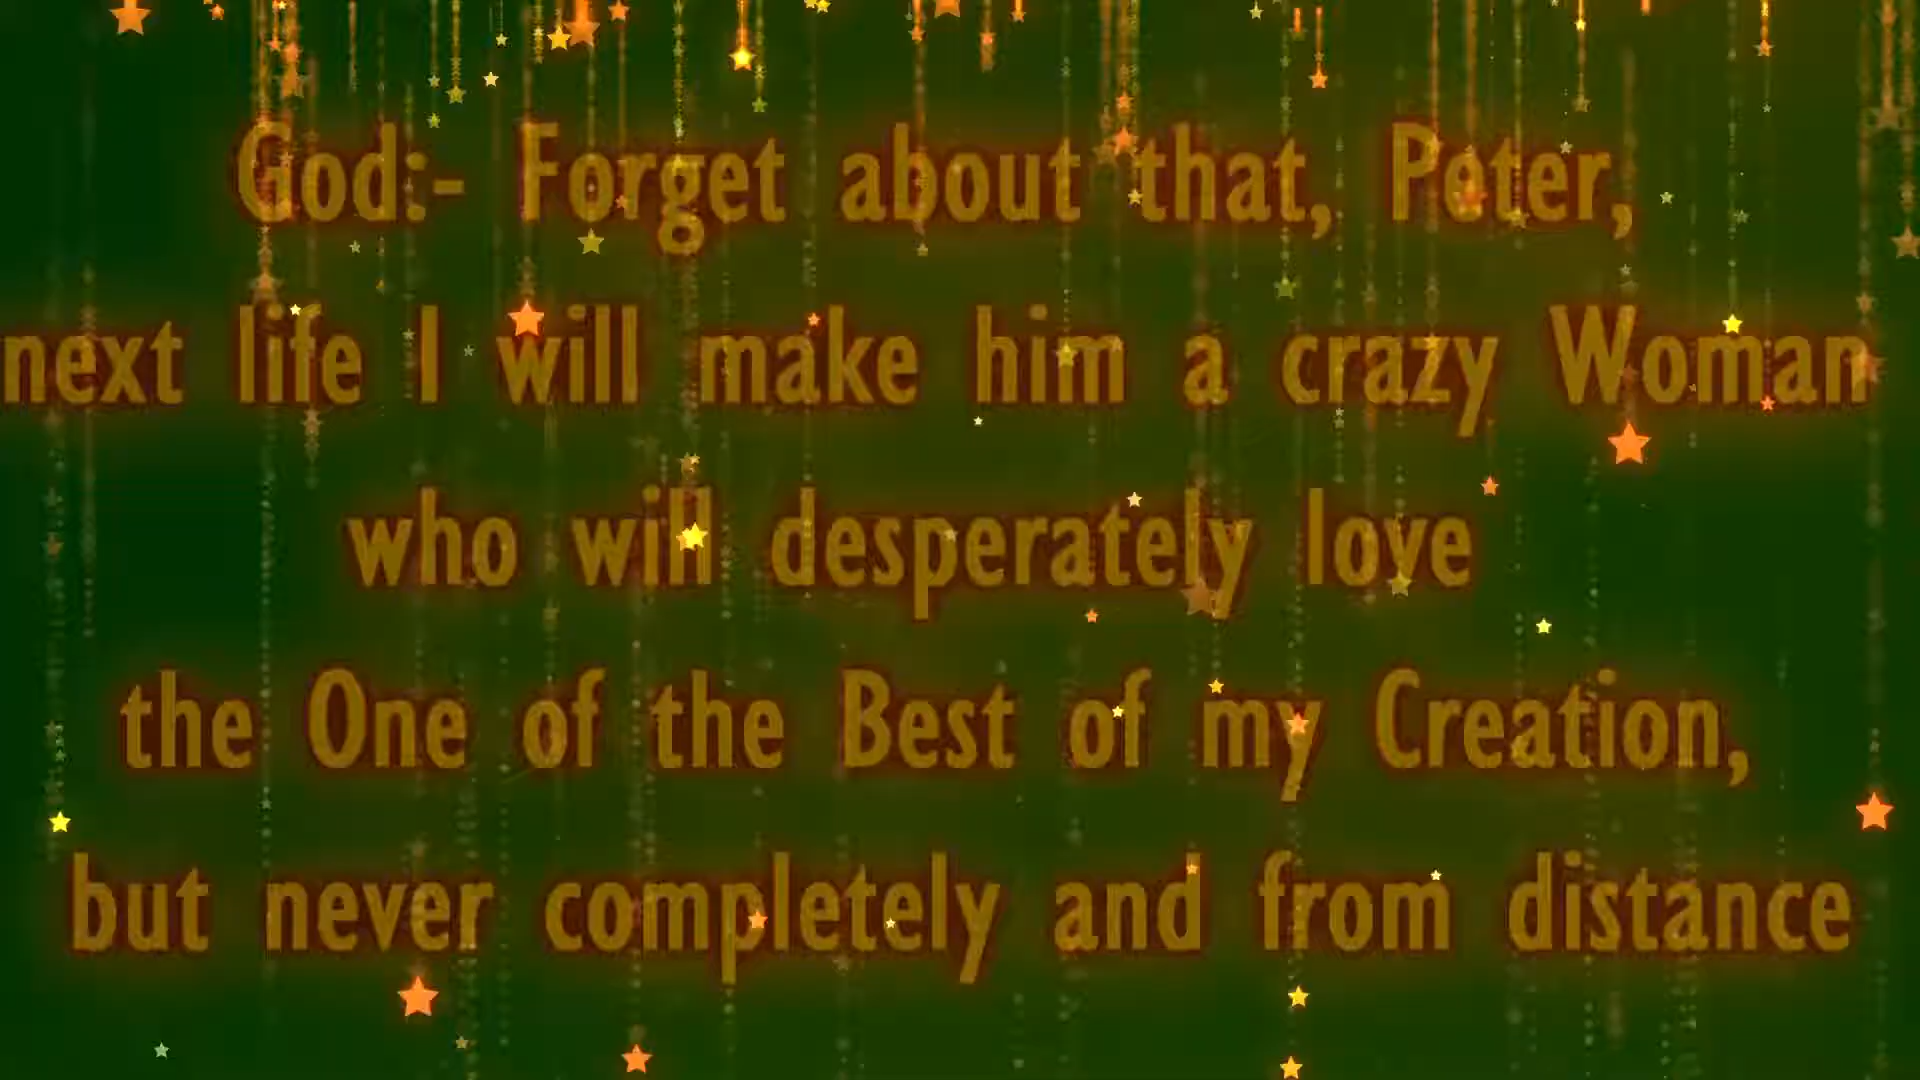 God:- Forget about that, Peter,
next life I will make him a crazy Woman
who will desperately love
the One of the Best of my Creation,
but never completely and from distance